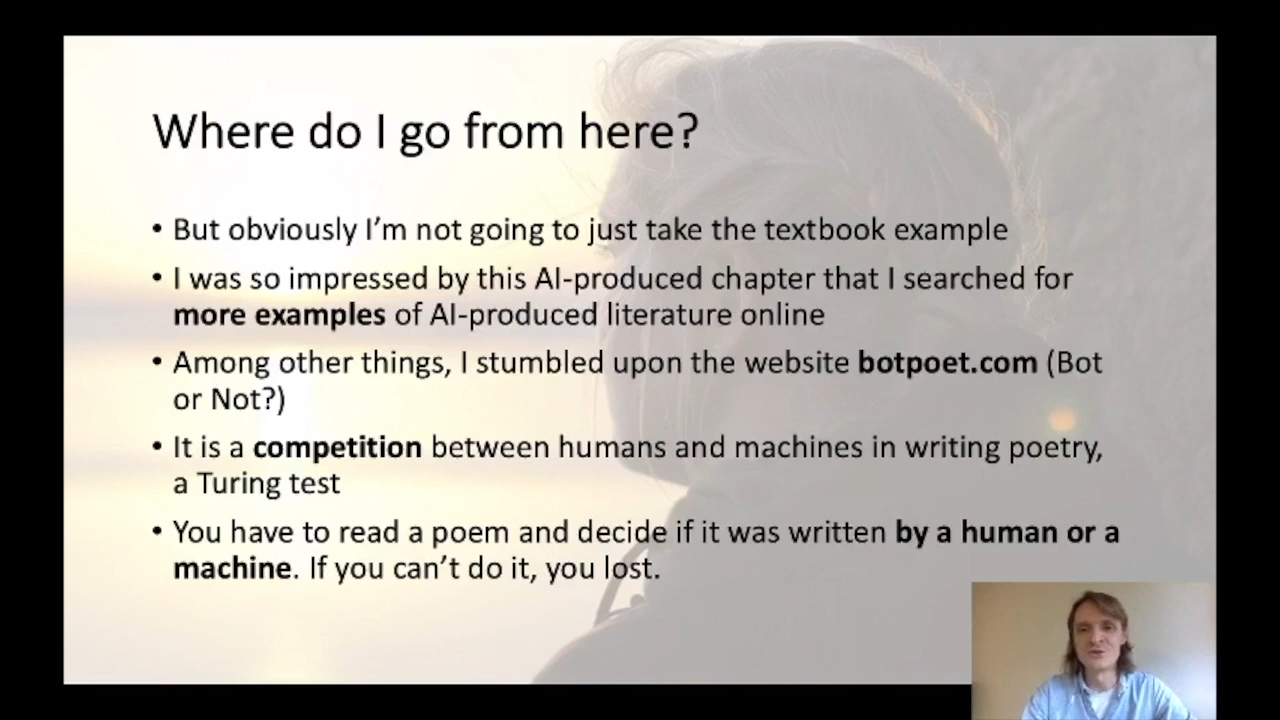 Where do I go from here?
• But obviously I’m not going to just take the textbook example
• I was so impressed by this AI-produced chapter that I searched for
more examples of AI-produced literature online
• Among other things, I stumbled upon the website botpoet.com (Bot
or Not?)
• It is a competition between humans and machines in writing poetry,
a Turing test
• You have to read a poem and decide if it was written by a human or a
machine. If you can’t do it, you lost.